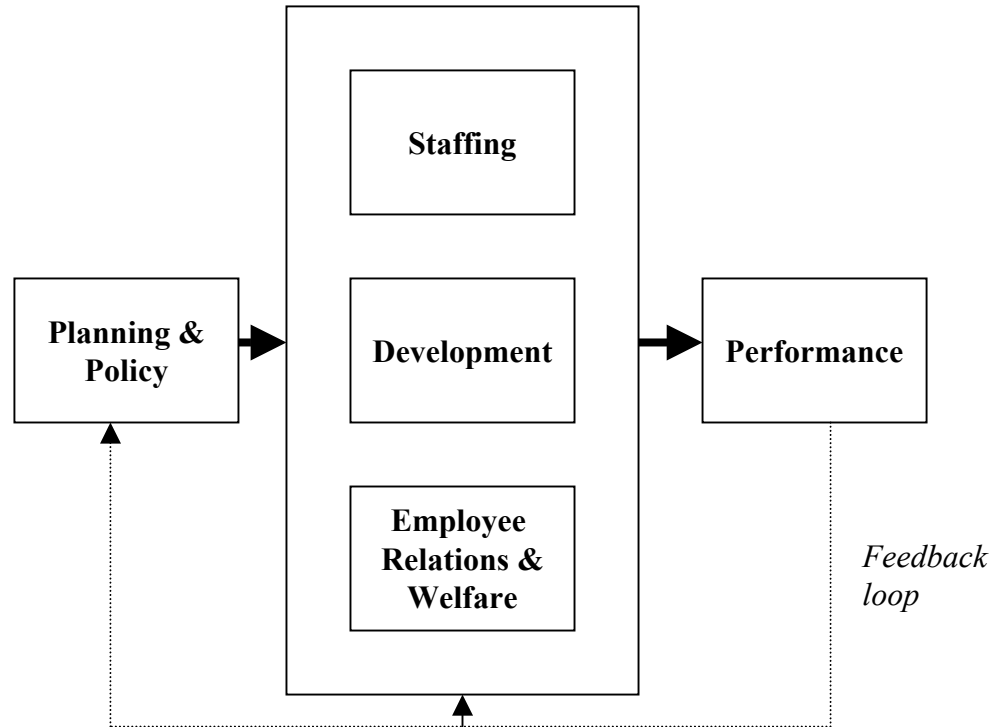 Staffing
Planning &
Policy
Development
Performance
Employee
Relations &
Welfare
Feedback
loop